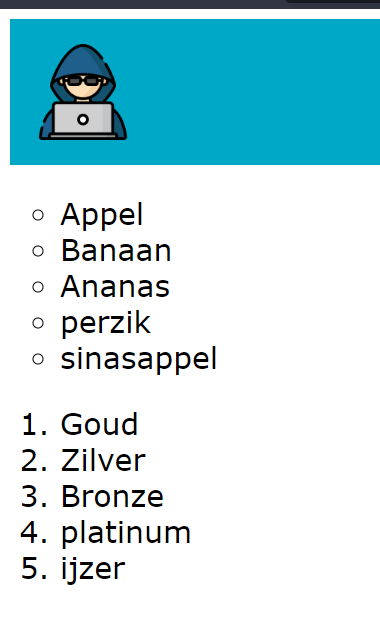 Appel
Banaan
Ananas
perzik
sinasappel
1. Goud
2. Zilver
3. Bronze
4. platinum
5. ijzer